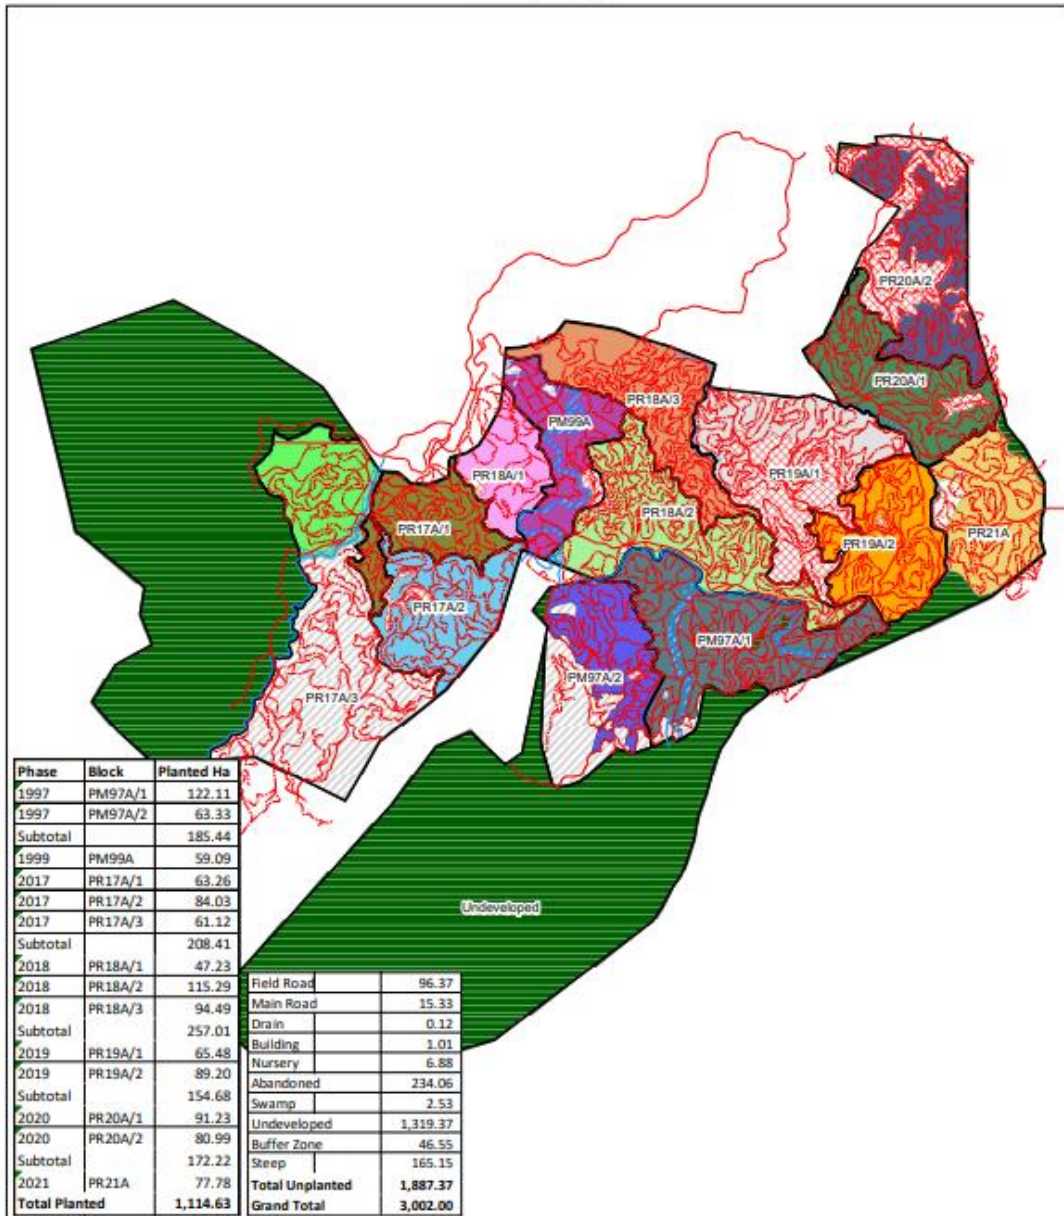 PR20A/2
PR20A/1
PR18A/3
PM99A
PR18A/1
PR19A/1
PR18A/2
PR17A/1
PR19A/2
PR21A
PR17A/2
PM97A/1
PM97A/2
PR17A/3
Undeveloped
Phase Block Planted Ha
1997 PM97A/1 122.11
1997 PM97A/2 63.33
Subtotal 185.44
1999 PM99A 59.09
2017 PR17A/1 63.26
2017 PR17A/2 84.03
2017 PR17A/3 61.12
Subtotal 208.41
2018 PR18A/1 47.23
2018 PR18A/2 115.29
2018 PR18A/3 94.49
Subtotal 257.01
2019 PR19A/1 65.48
2019 PR19A/2 89.20
Subtotal 154.68
2020 PR20A/1 91.23
2020 PR20A/2 80.99
Subtotal 172.22
2021 PR21A 77.78
Total Planted 1,114.63
Field Road 96.37
Main Road 15.33
Drain 0.12
Building 1.01
Nursery 6.88
Abandoned 234.06
Swamp 2.53
Undeveloped 1,319.37
Buffer Zone 46.55
Steep 165.15
Total Unplanted 1,887.37
Grand Total 3,002.00